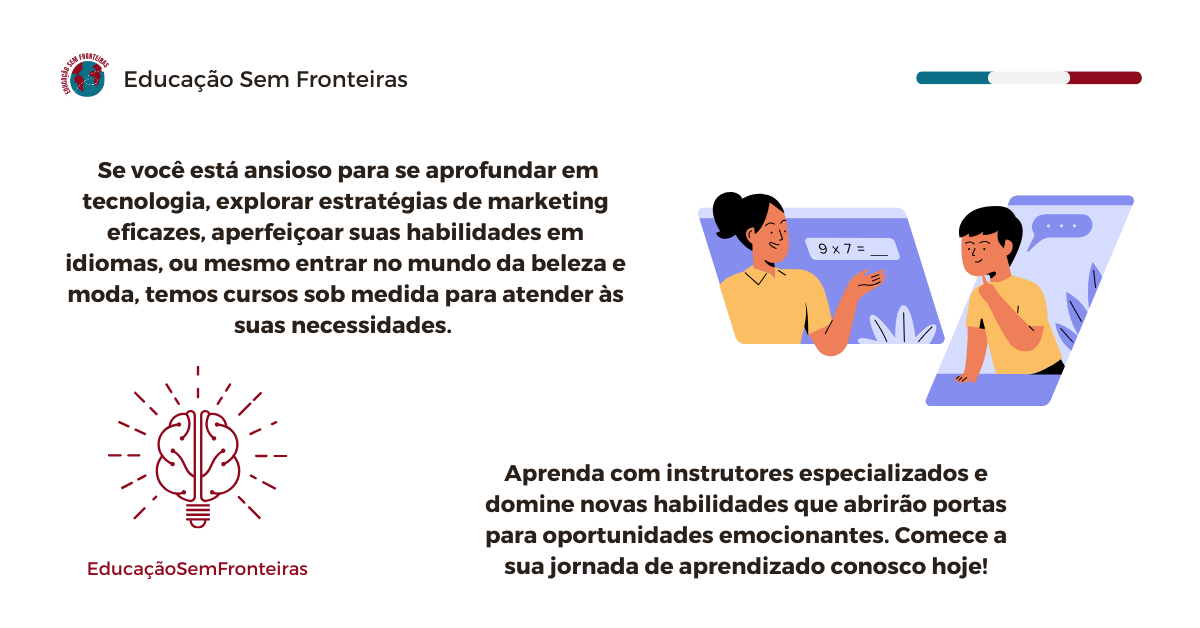 EDUCAÇÃO SEM FRONTEIRAS
Educação Sem Fronteiras
Se você está ansioso para se aprofundar em
tecnologia, explorar estratégias de marketing
eficazes, aperfeiçoar suas habilidades em
idiomas, ou mesmo entrar no mundo da beleza e
moda, temos cursos sob medida para atender às
suas necessidades.
9 x 7 = __
EducaçãoSemFronteiras
Aprenda com instrutores especializados e
domine novas habilidades que abrirão portas
para oportunidades emocionantes. Comece a
sua jornada de aprendizado conosco hoje!